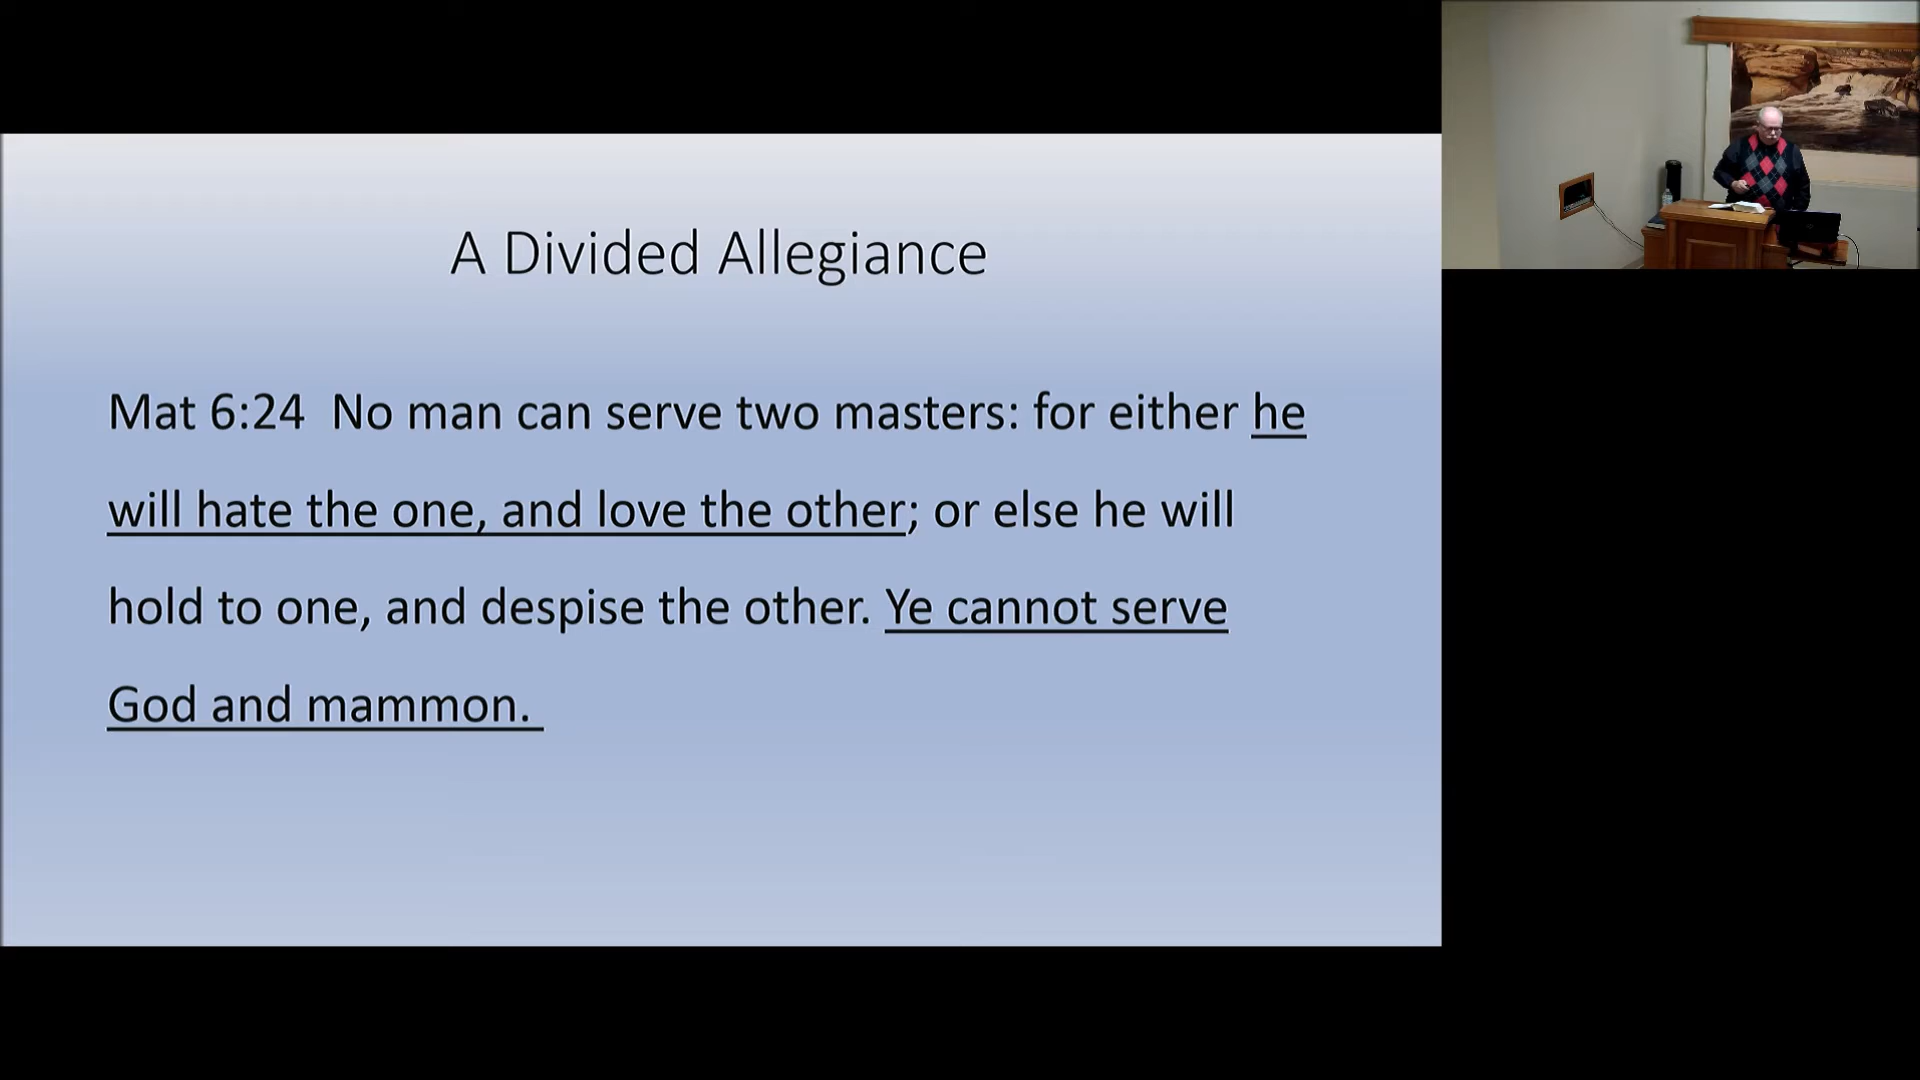 A Divided Allegiance
Mat 6:24  No man can serve two masters: for either he
will hate the one, and love the other; or else he will
hold to one, and despise the other. Ye cannot serve
God and mammon.